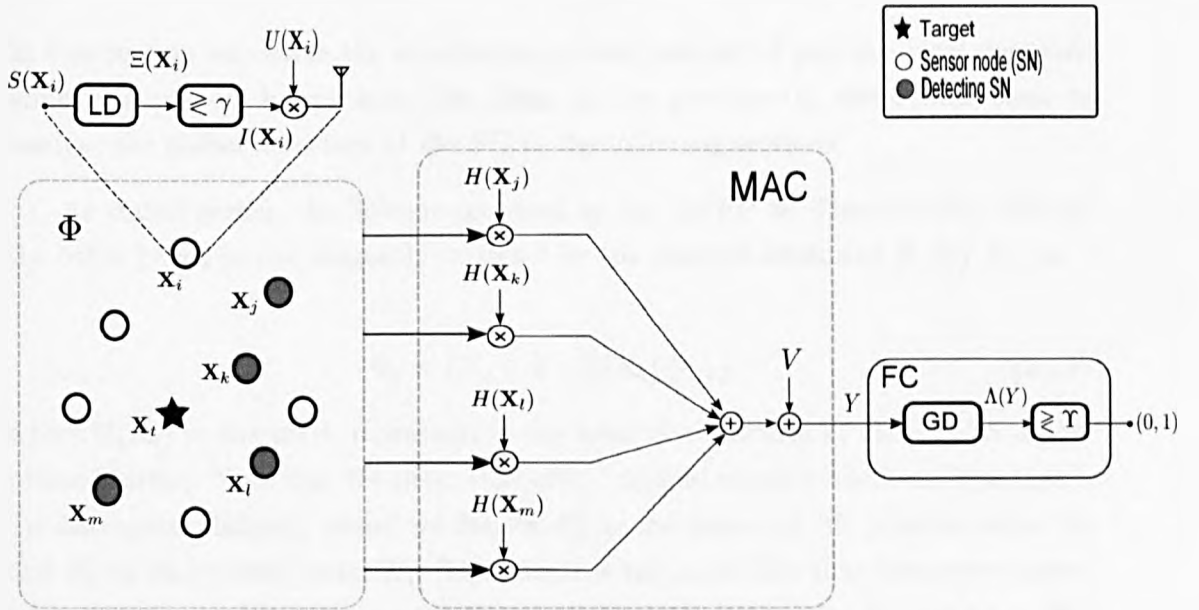 Target
Sensor node (SN)
Detecting SN
U(X_i)
Ξ(X_i)
S(X_i)
LD
≷ γ
I(X_i)
Φ
X_i
X_j
X_k
X_t
X_l
X_m
MAC
H(X_j)
H(X_k)
H(X_l)
H(X_m)
V
Y
FC
GD
Λ(Y)
≷ Υ
(0, 1)